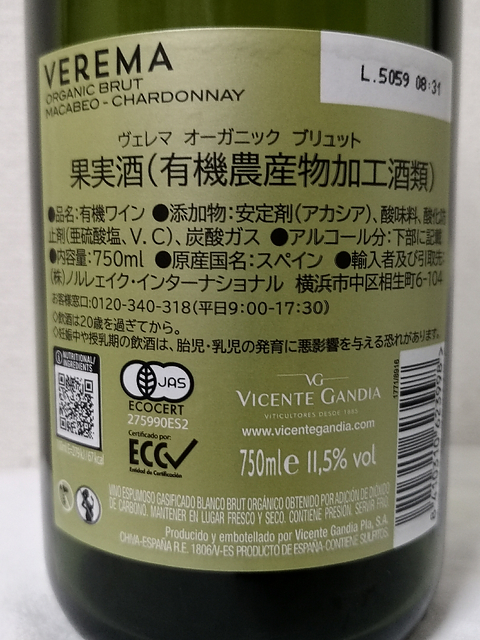 VEREMA
ORGANIC BRUT
MACABEO - CHARDONNAY
L.5059 08:31
ヴェレマ オーガニック ブリュット
果実酒(有機農産物加工酒類)
●品名:有機ワイン ●添加物:安定剤(アカシア)、酸味料、酸化防
止剤(亜硫酸塩、V.C)、炭酸ガス ●アルコール分:下部に記載
●内容量:750ml ●原産国名:スペイン ●輸入者及び引取先:
(株)ノルレェイク・インターナショナル 横浜市中区相生町6-104
お客様窓口:0120-340-318(平日9:00-17:30)
◇飲酒は20歳を過ぎてから。
◇妊娠中や授乳期の飲酒は、胎児・乳児の発育に悪影響を与える恐れがあります。
NUTRITIONAL/
INGREDIENTS
JAS
ECOCERT
275990ES2
Certificado por:
ECCV
Entidad de Certificación
VG
VICENTE GANDIA
VITICULTORES DESDE 1885
www.vicentegandia.com
750ml e 11,5% vol
VINO ESPUMOSO GASIFICADO BLANCO BRUT ORGÁNICO OBTENIDO POR ADICIÓN DE DIÓXIDO
DE CARBONO. MANTENER EN LUGAR FRESCO Y SECO. CONTIENE PRESIÓN. SERVIR FRÍO
Producido y embotellado por Vicente Gandia Pla, S.A.
CHIVA-ESPAÑA R.E. 1806/V-ES PRODUCTO DE ESPAÑA-CONTIENE SULFITOS.